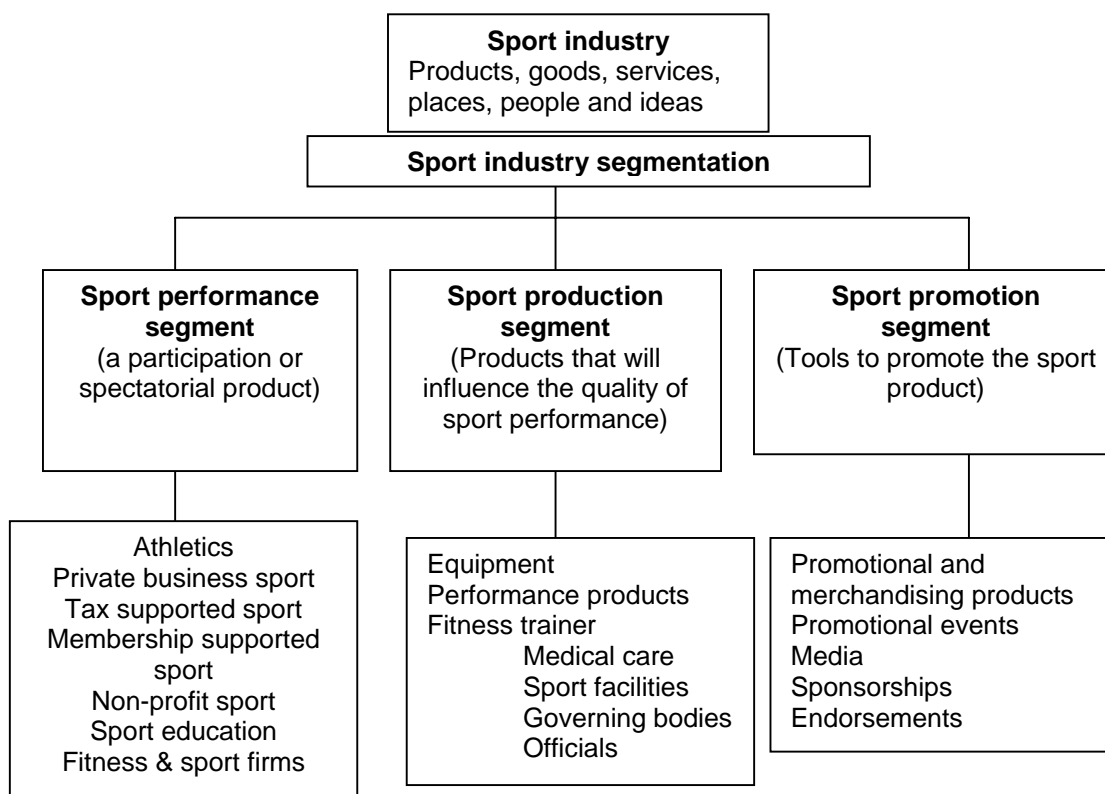 Sport industry
Products, goods, services,
places, people and ideas
Sport industry segmentation
Sport performance
segment
(a participation or
spectatorial product)
Sport production
segment
(Products that will
influence the quality of
sport performance)
Sport promotion
segment
(Tools to promote the sport
product)
Athletics
Private business sport
Tax supported sport
Membership supported
sport
Non-profit sport
Sport education
Fitness & sport firms
Equipment
Performance products
Fitness trainer
Medical care
Sport facilities
Governing bodies
Officials
Promotional and
merchandising products
Promotional events
Media
Sponsorships
Endorsements